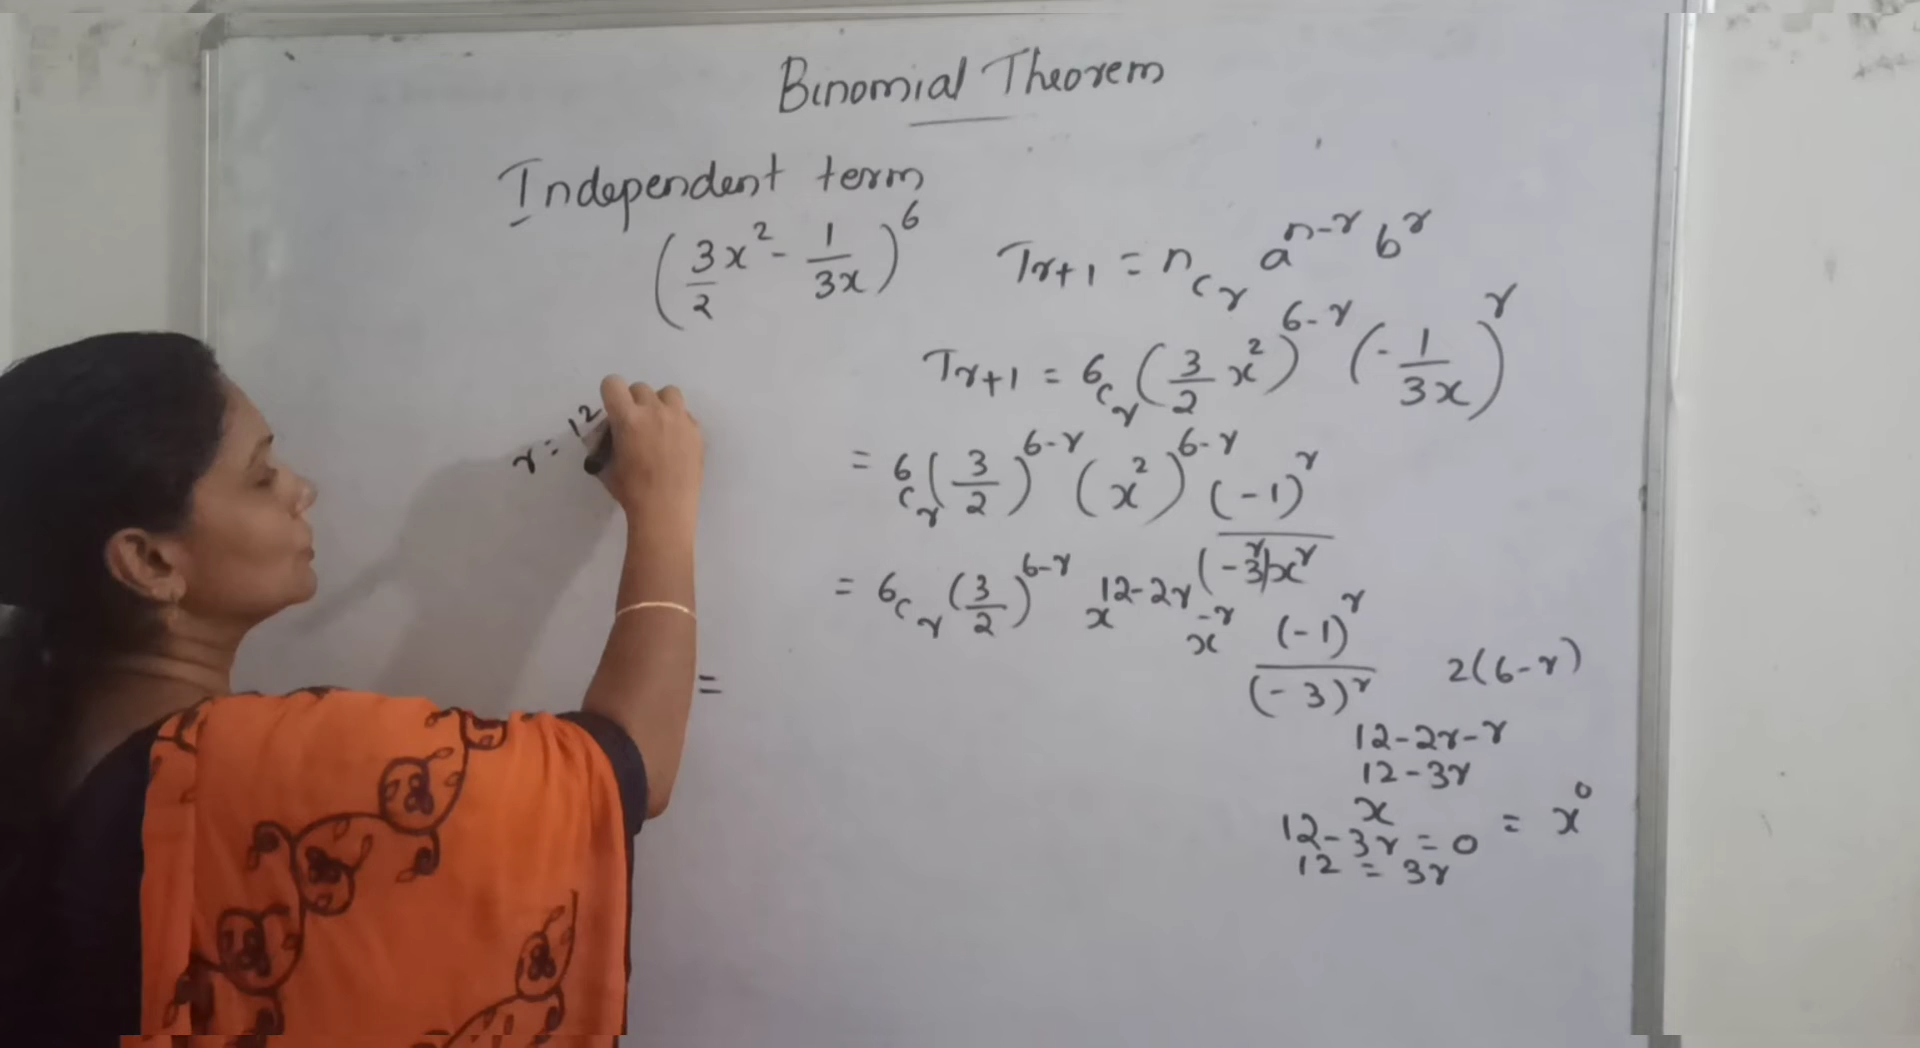 Binomial Theorem
Independent term
(3/2 x² - 1/3x)⁶
Tr+1 = nCr a^n-r b^r
Tr+1 = 6Cr (3/2 x²)^6-r (-1/3x)^r
= 6Cr (3/2)^6-r (x²)^6-r (-1)^r/(-3)^r x^r
= 6Cr (3/2)^6-r x^12-2r x^-r (-1)^r/(-3)^r
2(6-r)
r = 12
=
12-2r-r
x^12-3r = x⁰
12-3r = 0
12 = 3r